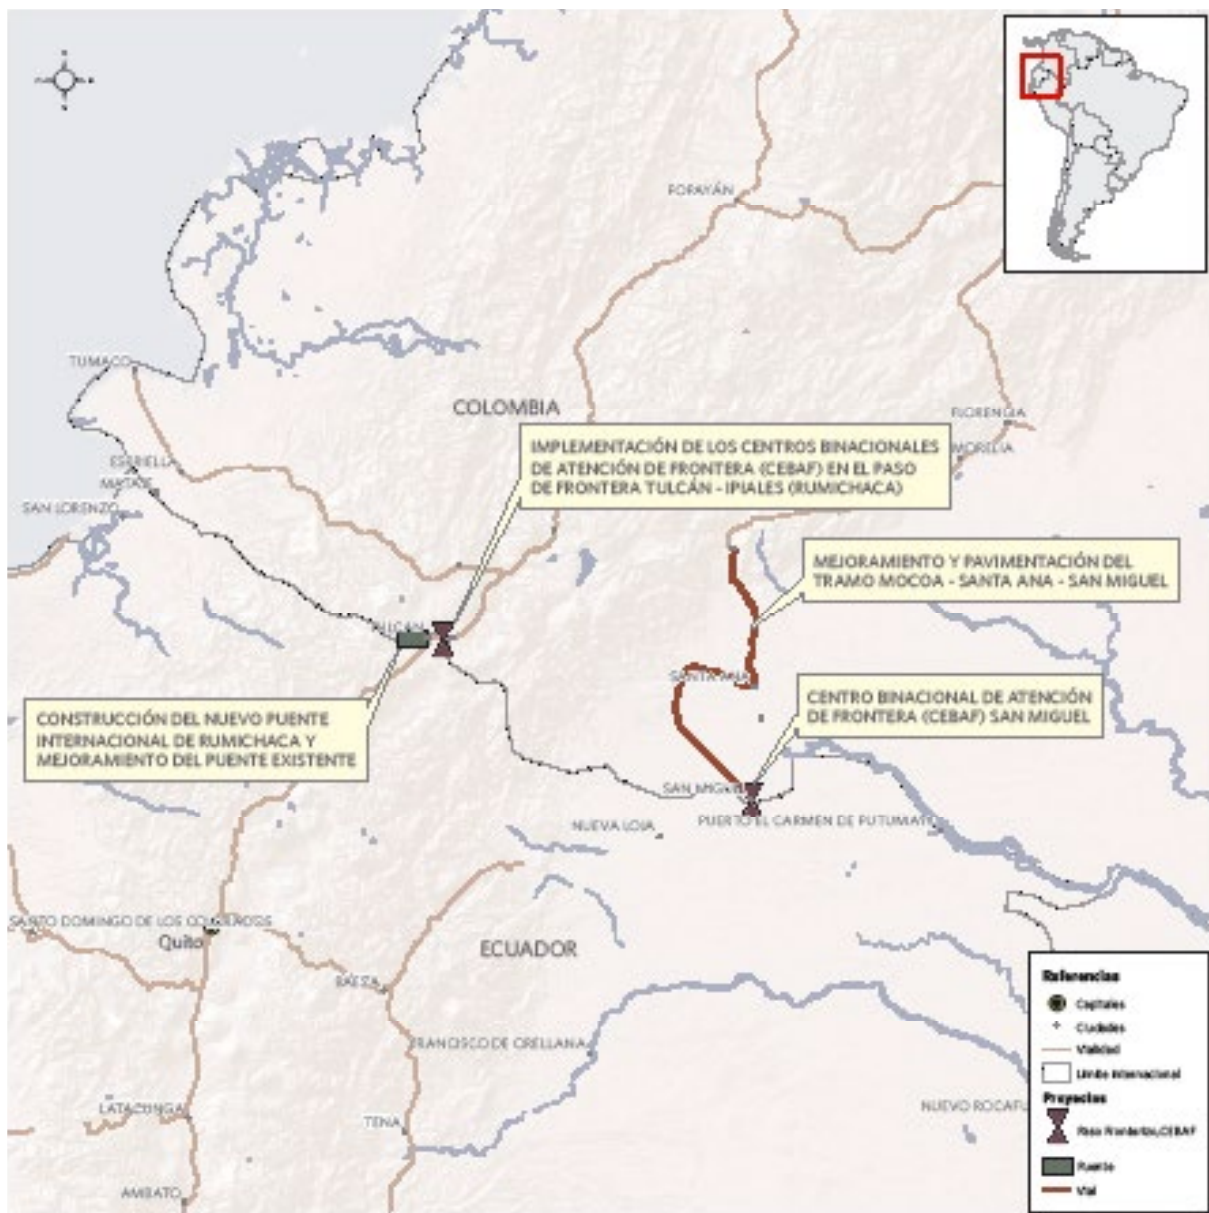 POPAYÁN
TUMACO
COLOMBIA
FLORENCIA
MORELIA
IMPLEMENTACIÓN DE LOS CENTROS BINACIONALES
DE ATENCIÓN DE FRONTERA (CEBAF) EN EL PASO
DE FRONTERA TULCÁN - IPIALES (RUMICHACA)
SAN LORENZO
MEJORAMIENTO Y PAVIMENTACIÓN DEL
TRAMO MOCOA - SANTA ANA - SAN MIGUEL
TULCAN
SANTA ANA
CENTRO BINACIONAL DE ATENCIÓN
DE FRONTERA (CEBAF) SAN MIGUEL
CONSTRUCCIÓN DEL NUEVO PUENTE
INTERNACIONAL DE RUMICHACA Y
MEJORAMIENTO DEL PUENTE EXISTENTE
SAN MIGUEL
PUERTO EL CARMEN DE PUTUMAYO
NUEVA LOJA
SANTO DOMINGO DE LOS COLORADOS
Quito
ECUADOR
BAEZA
FRANCISCO DE ORELLANA
LATACUNGA
TENA
AMBATO
NUEVO ROCAFU
Referencias
Capitales
Ciudades
Vialidad
Límite Internacional
Proyectos
Paso Fronterizo, CEBAF
Puente
Vial